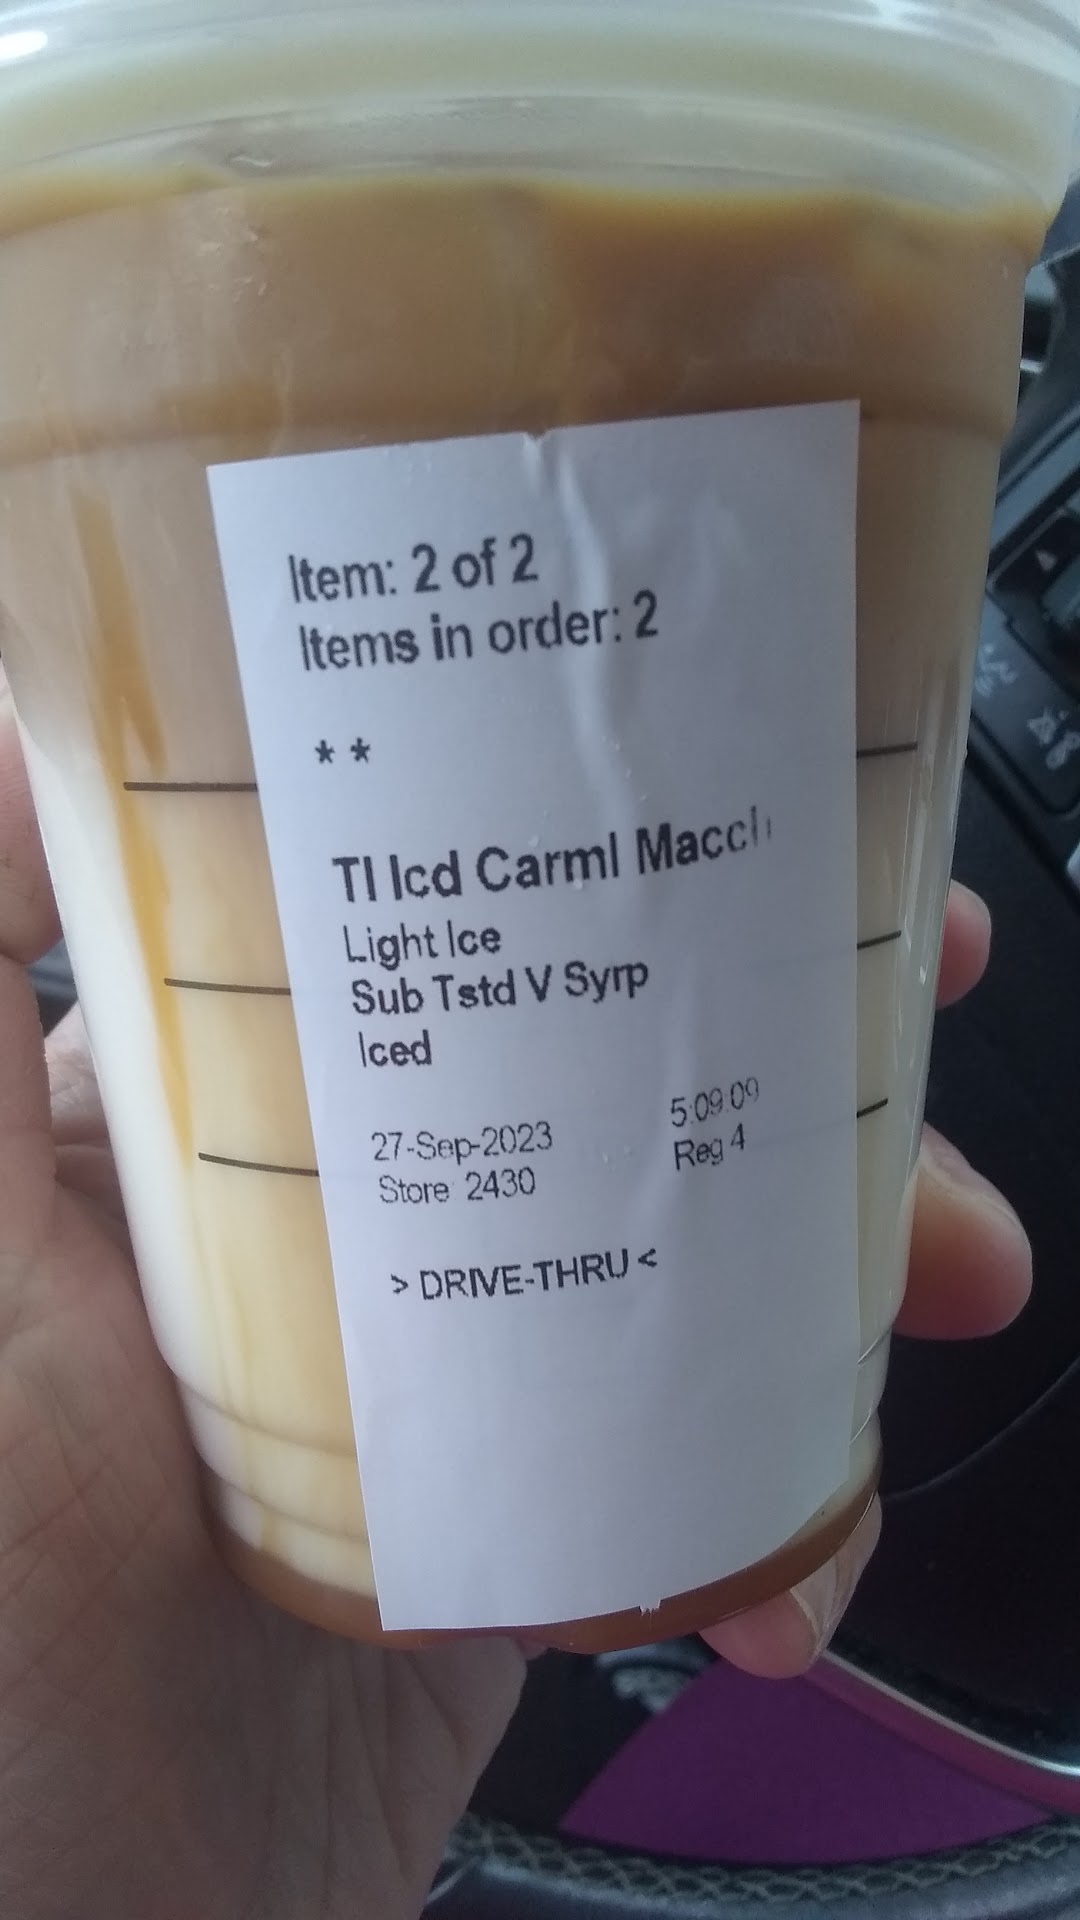 Item: 2 of 2
Items in order: 2
* *
Tl Icd Carml Macch
Light Ice
Sub Tstd V Syrp
Iced
27-Sep-2023 5:09:09
Store 2430 Reg 4
> DRIVE-THRU <